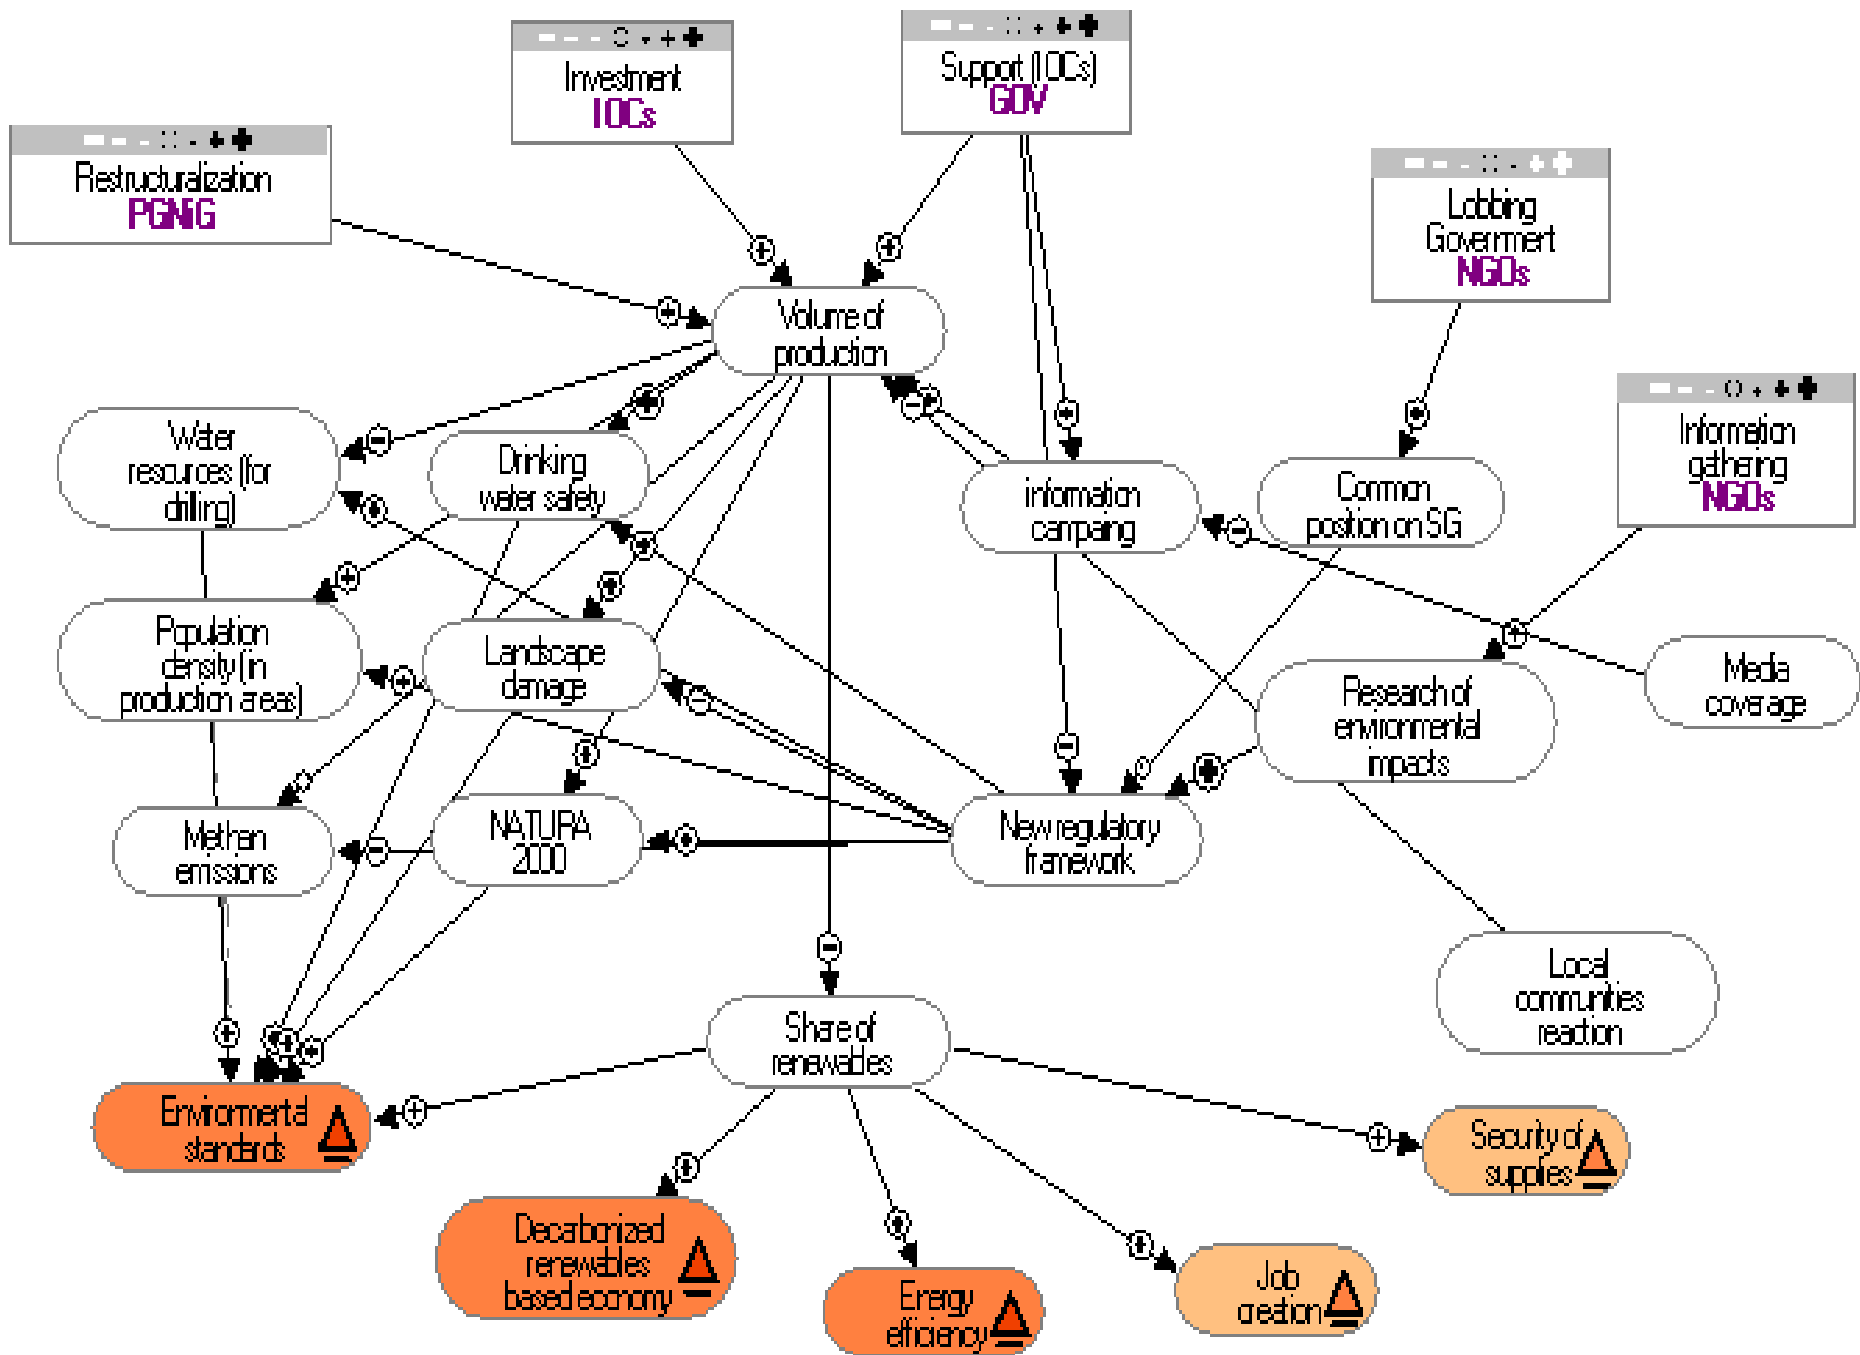 Investment
IOCs
Support (IOCs)
GOV
Restructuralization
PGNiG
Lobbing
Government
NGOs
Volume of
production
Information
gathering
NGOs
Water
resources (for
drilling)
Drinking
water safety
information
campaing
Common
position on SG
Population
density (in
production areas)
Landscape
damage
Research of
environmental
impacts
Media
coverage
Methan
emissions
NATURA
2000
New regulatory
framework
Local
communities
reaction
Share of
renewables
Environmental
standards
Security of
supplies
Decarbonized
renewables
based economy
Energy
efficiency
Job
creation